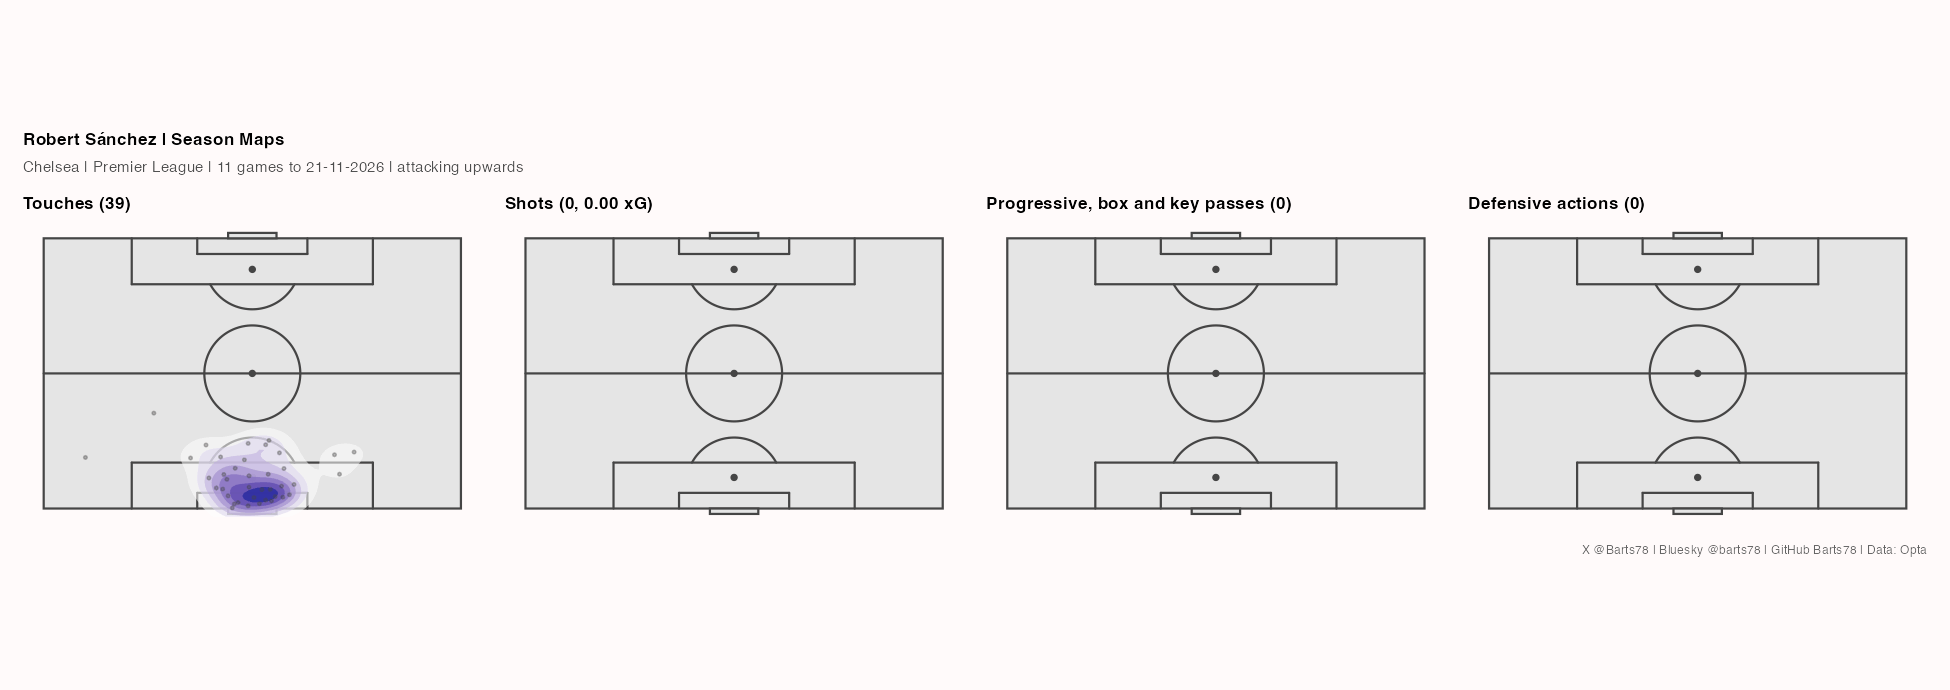 Robert Sánchez | Season Maps
Chelsea | Premier League | 11 games to 21-11-2026 | attacking upwards
Touches (39)
Shots (0, 0.00 xG)
Progressive, box and key passes (0)
Defensive actions (0)
X @Barts78 | Bluesky @barts78 | GitHub Barts78 | Data: Opta